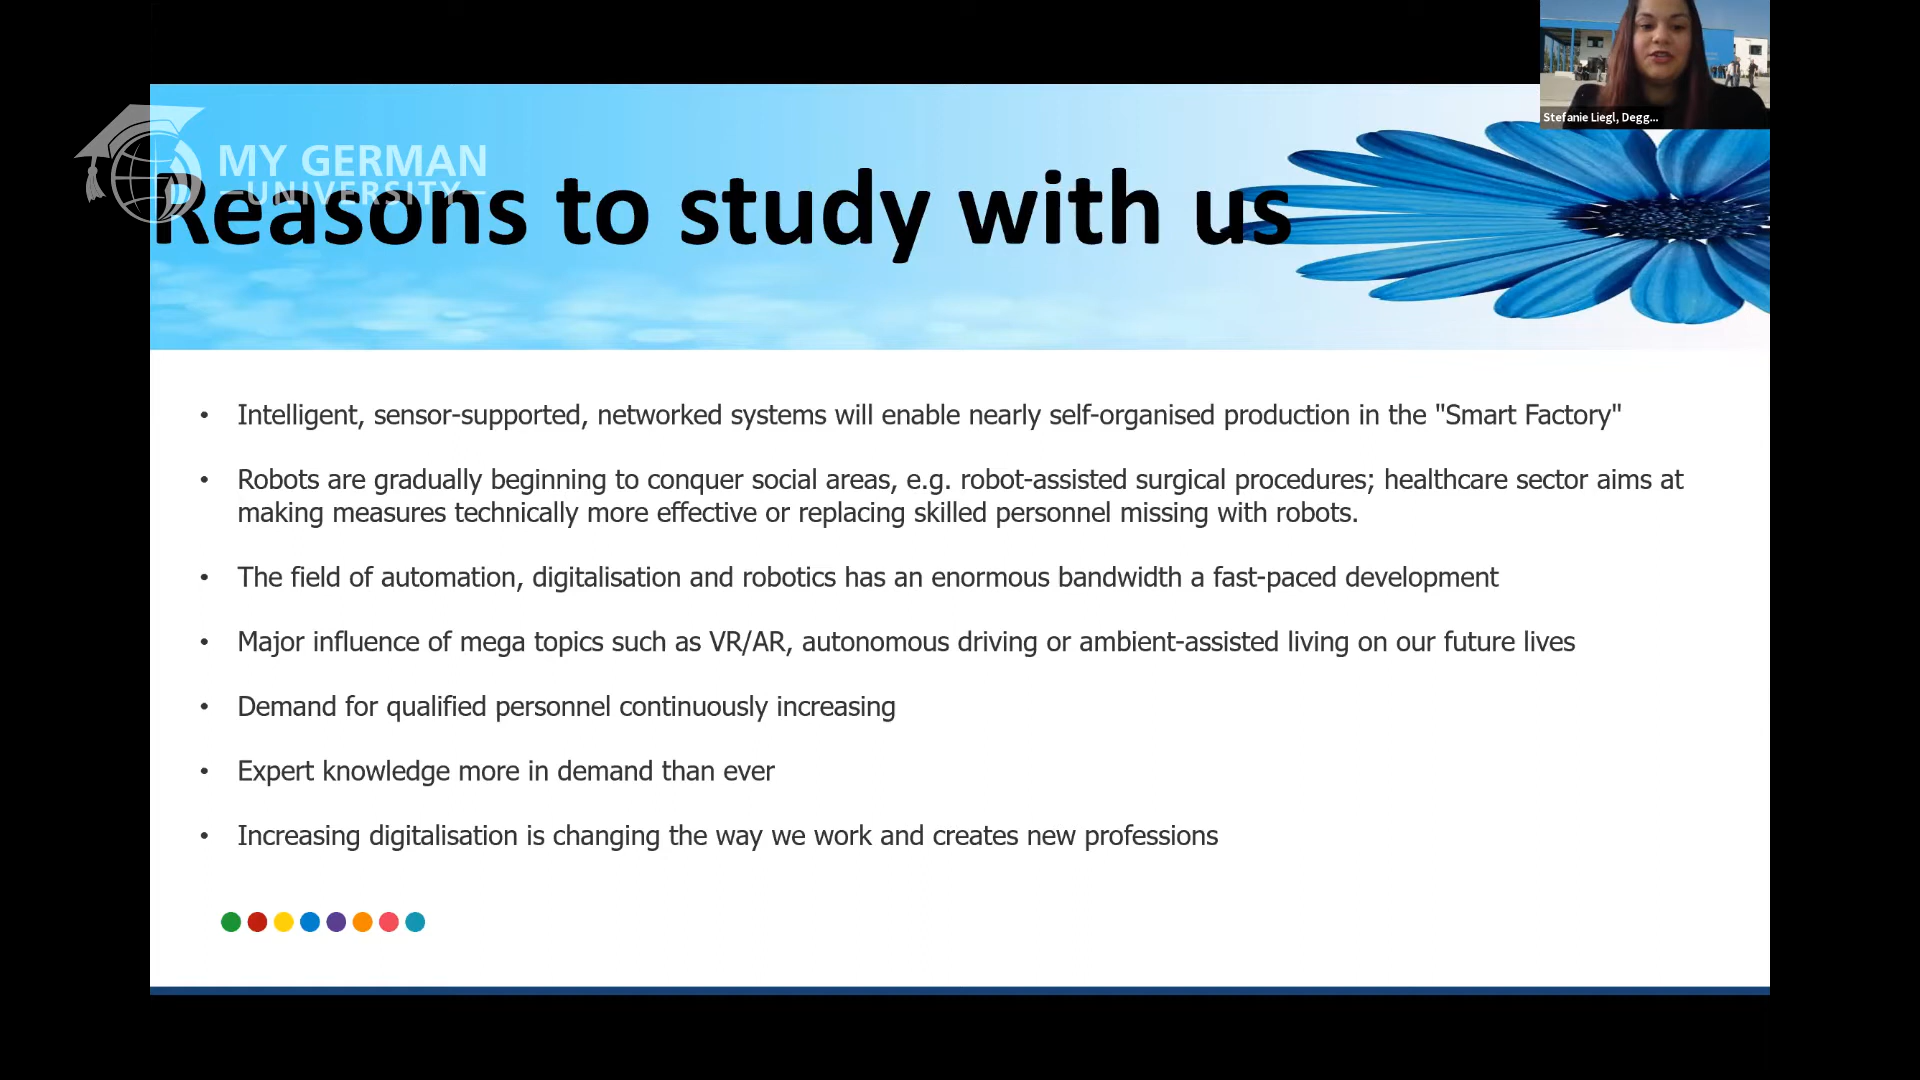 Stefanie Liegl, Degg...
MY GERMAN
UNIVERSITY
Reasons to study with us
• Intelligent, sensor-supported, networked systems will enable nearly self-organised production in the "Smart Factory"
• Robots are gradually beginning to conquer social areas, e.g. robot-assisted surgical procedures; healthcare sector aims at
making measures technically more effective or replacing skilled personnel missing with robots.
• The field of automation, digitalisation and robotics has an enormous bandwidth a fast-paced development
• Major influence of mega topics such as VR/AR, autonomous driving or ambient-assisted living on our future lives
• Demand for qualified personnel continuously increasing
• Expert knowledge more in demand than ever
• Increasing digitalisation is changing the way we work and creates new professions